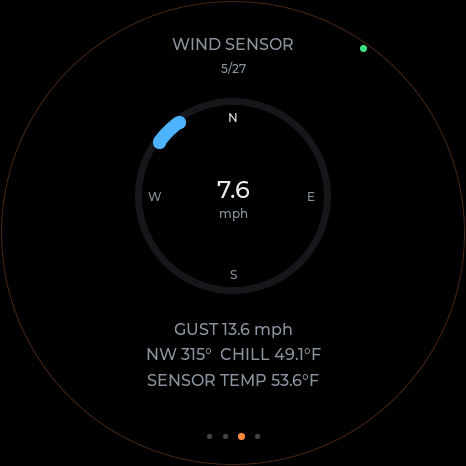 WIND SENSOR
5/27
N
W
7.6
E
mph
S
GUST 13.6 mph
NW 315° CHILL 49.1°F
SENSOR TEMP 53.6°F